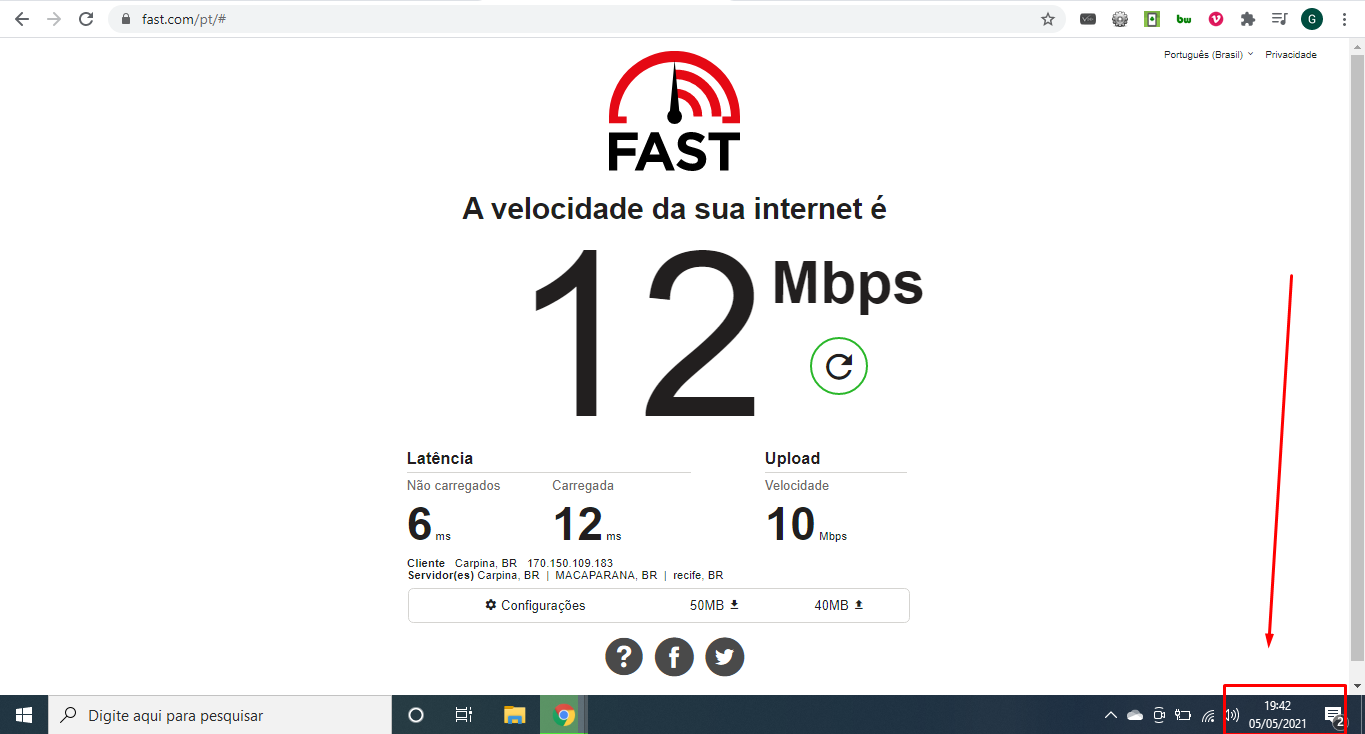 fast.com/pt/#
bw
G
Português (Brasil) Privacidade
FAST
A velocidade da sua internet é
12 Mbps
Latência Upload
Não carregados Carregada Velocidade
6 ms 12 ms 10 Mbps
Cliente Carpina, BR 170.150.109.183
Servidor(es) Carpina, BR | MACAPARANA, BR | recife, BR
Configurações 50MB 40MB
? f
Digite aqui para pesquisar
19:42
05/05/2021
2